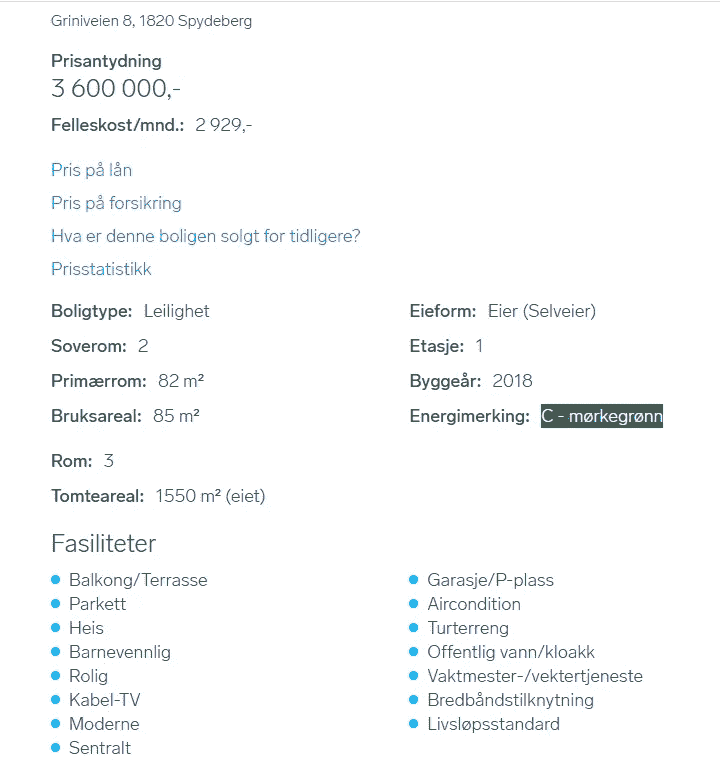 Griniveien 8, 1820 Spydeberg
Prisantydning
3 600 000,-
Felleskost/mnd.: 2 929,-
Pris på lån
Pris på forsikring
Hva er denne boligen solgt for tidligere?
Prisstatistikk
Boligtype: Leilighet
Eieform: Eier (Selveier)
Soverom: 2
Etasje: 1
Primærrom: 82 m²
Byggeår: 2018
Bruksareal: 85 m²
Energimerking: C - mørkegrønn
Rom: 3
Tomteareal: 1550 m² (eiet)
Fasiliteter
Balkong/Terrasse
Parkett
Heis
Barnevennlig
Rolig
Kabel-TV
Moderne
Sentralt
Garasje/P-plass
Aircondition
Turterreng
Offentlig vann/kloakk
Vaktmester-/vektertjeneste
Bredbåndstilknytning
Livsløpsstandard